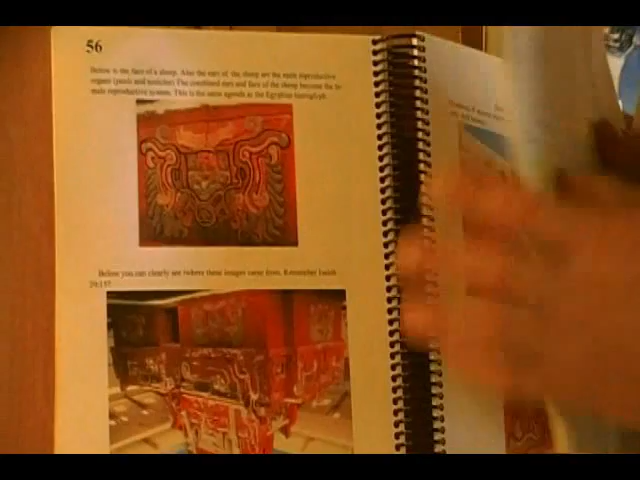 56
Below is the face of a sheep. Also the ears of the sheep are the male reproductive
organs (penis and testicles) The combined ears and face of the sheep become the
male reproductive system. This is the same agenda as the Egyptian hieroglyph.
Below you can clearly see where these images come from. Remember Isaiah
29:15?